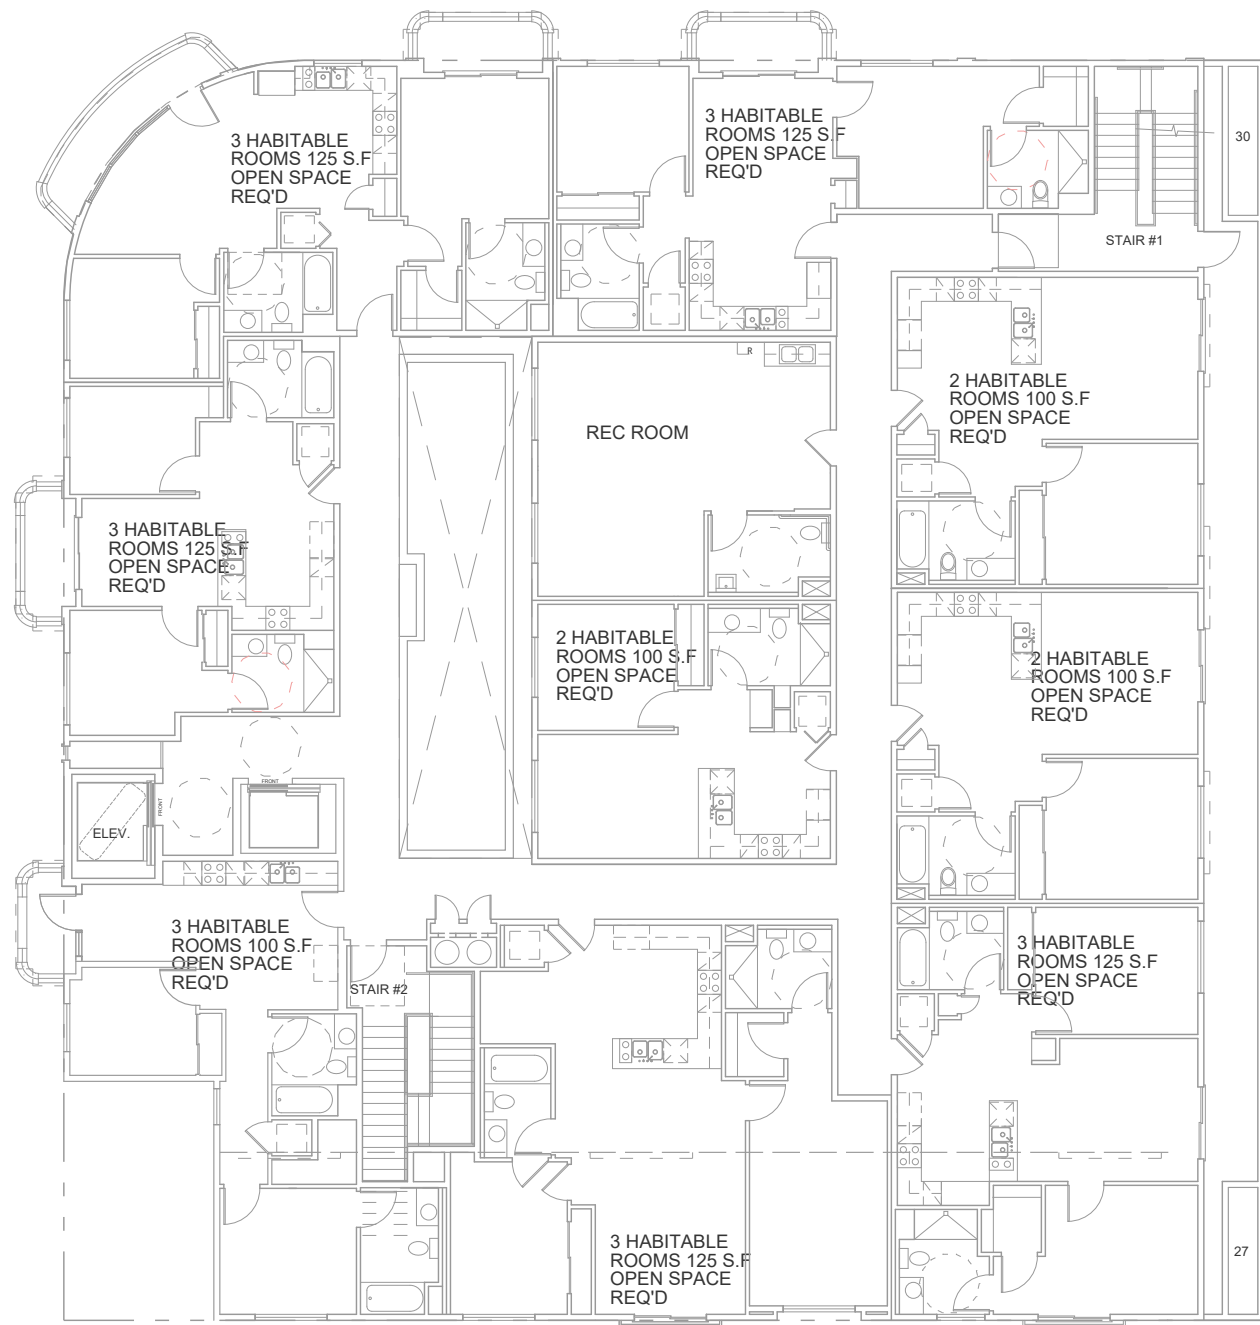 3 HABITABLE
ROOMS 125 S.F
OPEN SPACE
REQ'D
3 HABITABLE
ROOMS 125 S.F
OPEN SPACE
REQ'D
30
STAIR #1
2 HABITABLE
ROOMS 100 S.F
OPEN SPACE
REQ'D
R
REC ROOM
3 HABITABLE
ROOMS 125 S.F
OPEN SPACE
REQ'D
2 HABITABLE
ROOMS 100 S.F
OPEN SPACE
REQ'D
2 HABITABLE
ROOMS 100 S.F
OPEN SPACE
REQ'D
FRONT
FRONT
ELEV.
3 HABITABLE
ROOMS 100 S.F
OPEN SPACE
REQ'D
STAIR #2
3 HABITABLE
ROOMS 125 S.F
OPEN SPACE
REQ'D
3 HABITABLE
ROOMS 125 S.F
OPEN SPACE
REQ'D
27